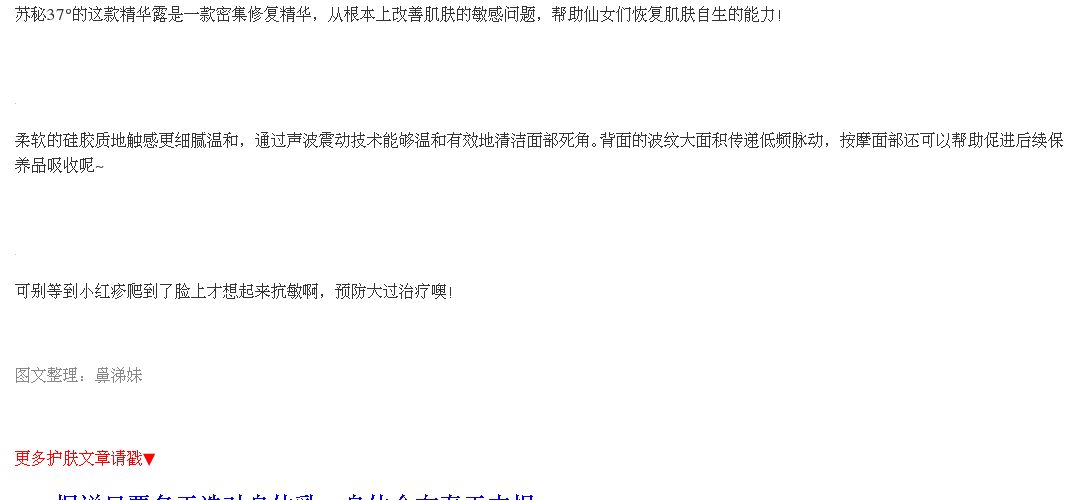 苏秘37°的这款精华露是一款密集修复精华，从根本上改善肌肤的敏感问题，帮助仙女们恢复肌肤自生的能力！
柔软的硅胶质地触感更细腻温和，通过声波震动技术能够温和有效地清洁面部死角。背面的波纹大面积传递低频脉动，按摩面部还可以帮助促进后续保
养品吸收呢~
可别等到小红疹爬到了脸上才想起来抗敏啊，预防大过治疗噢！
图文整理：鼻涕妹
更多护肤文章请戳▼